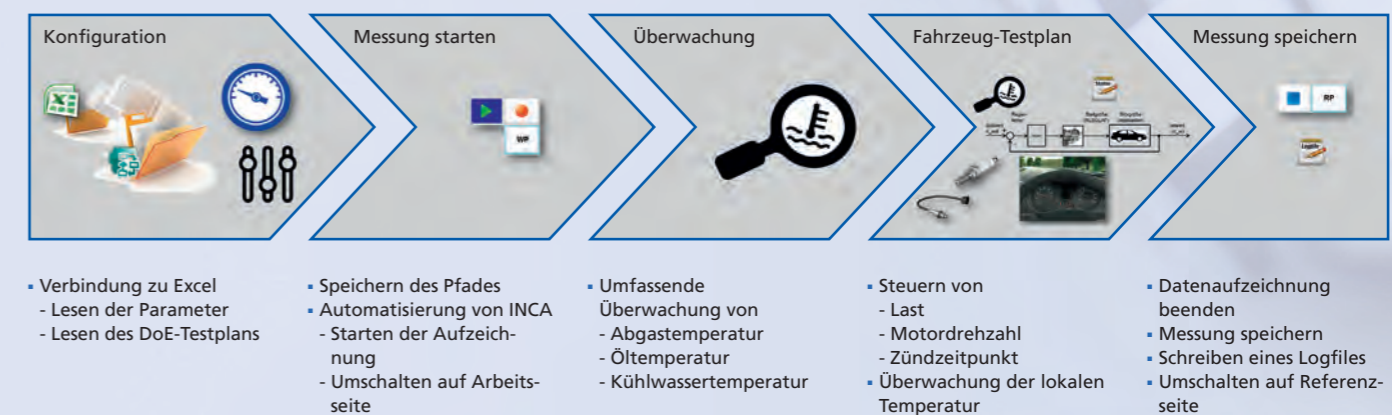 Konfiguration
Messung starten
WP
Überwachung
Fahrzeug-Testplan
Messung speichern
RP
Logfile
▪ Verbindung zu Excel
- Lesen der Parameter
- Lesen des DoE-Testplans
▪ Speichern des Pfades
▪ Automatisierung von INCA
- Starten der Aufzeich-
nung
- Umschalten auf Arbeits-
seite
▪ Umfassende
Überwachung von
- Abgastemperatur
- Öltemperatur
- Kühlwassertemperatur
▪ Steuern von
- Last
- Motordrehzahl
- Zündzeitpunkt
▪ Überwachung der lokalen
Temperatur
▪ Datenaufzeichnung
beenden
▪ Messung speichern
▪ Schreiben eines Logfiles
▪ Umschalten auf Referenz-
seite